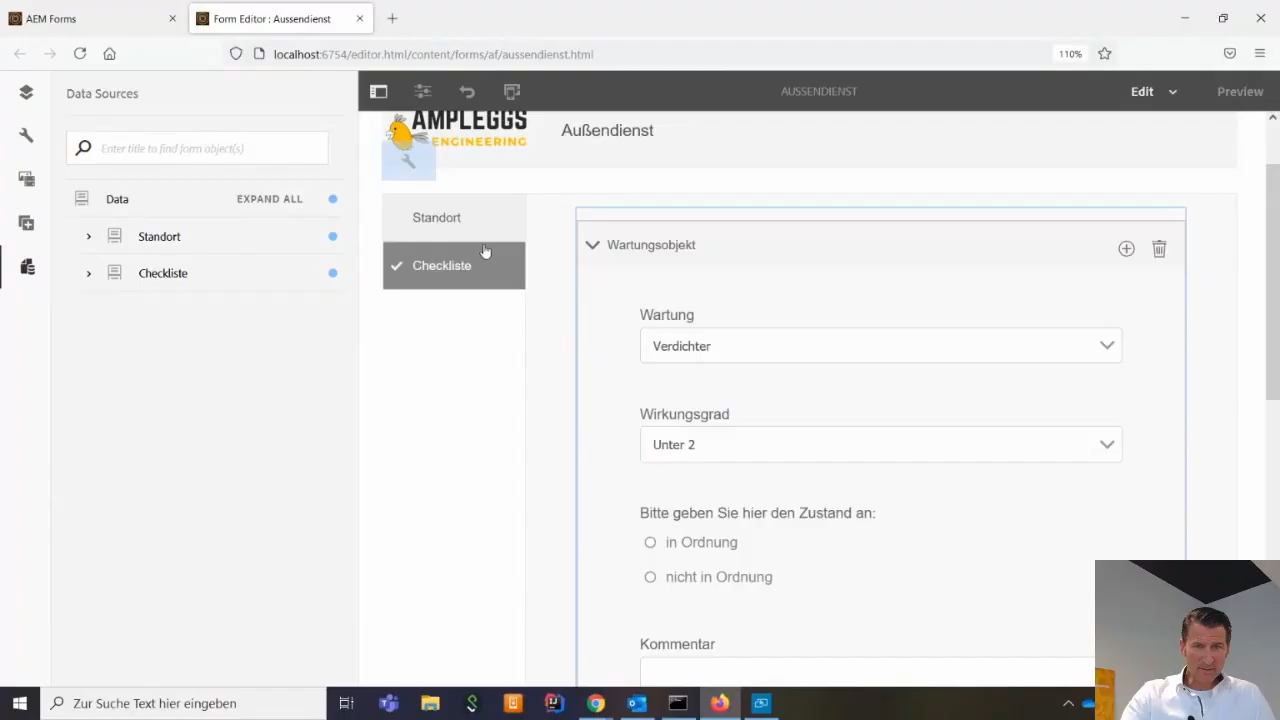 AEM Forms
Form Editor : Aussendienst
localhost:6754/editor.html/content/forms/af/aussendienst.html
110%
Data Sources
AUSSENDIENST
Edit
Preview
Enter title to find form object(s)
Data
EXPAND ALL
Standort
Checkliste
AMPLEGGS
ENGINEERING
Außendienst
Standort
Checkliste
Wartungsobjekt
Wartung
Verdichter
Wirkungsgrad
Unter 2
Bitte geben Sie hier den Zustand an:
in Ordnung
nicht in Ordnung
Kommentar
Zur Suche Text hier eingeben